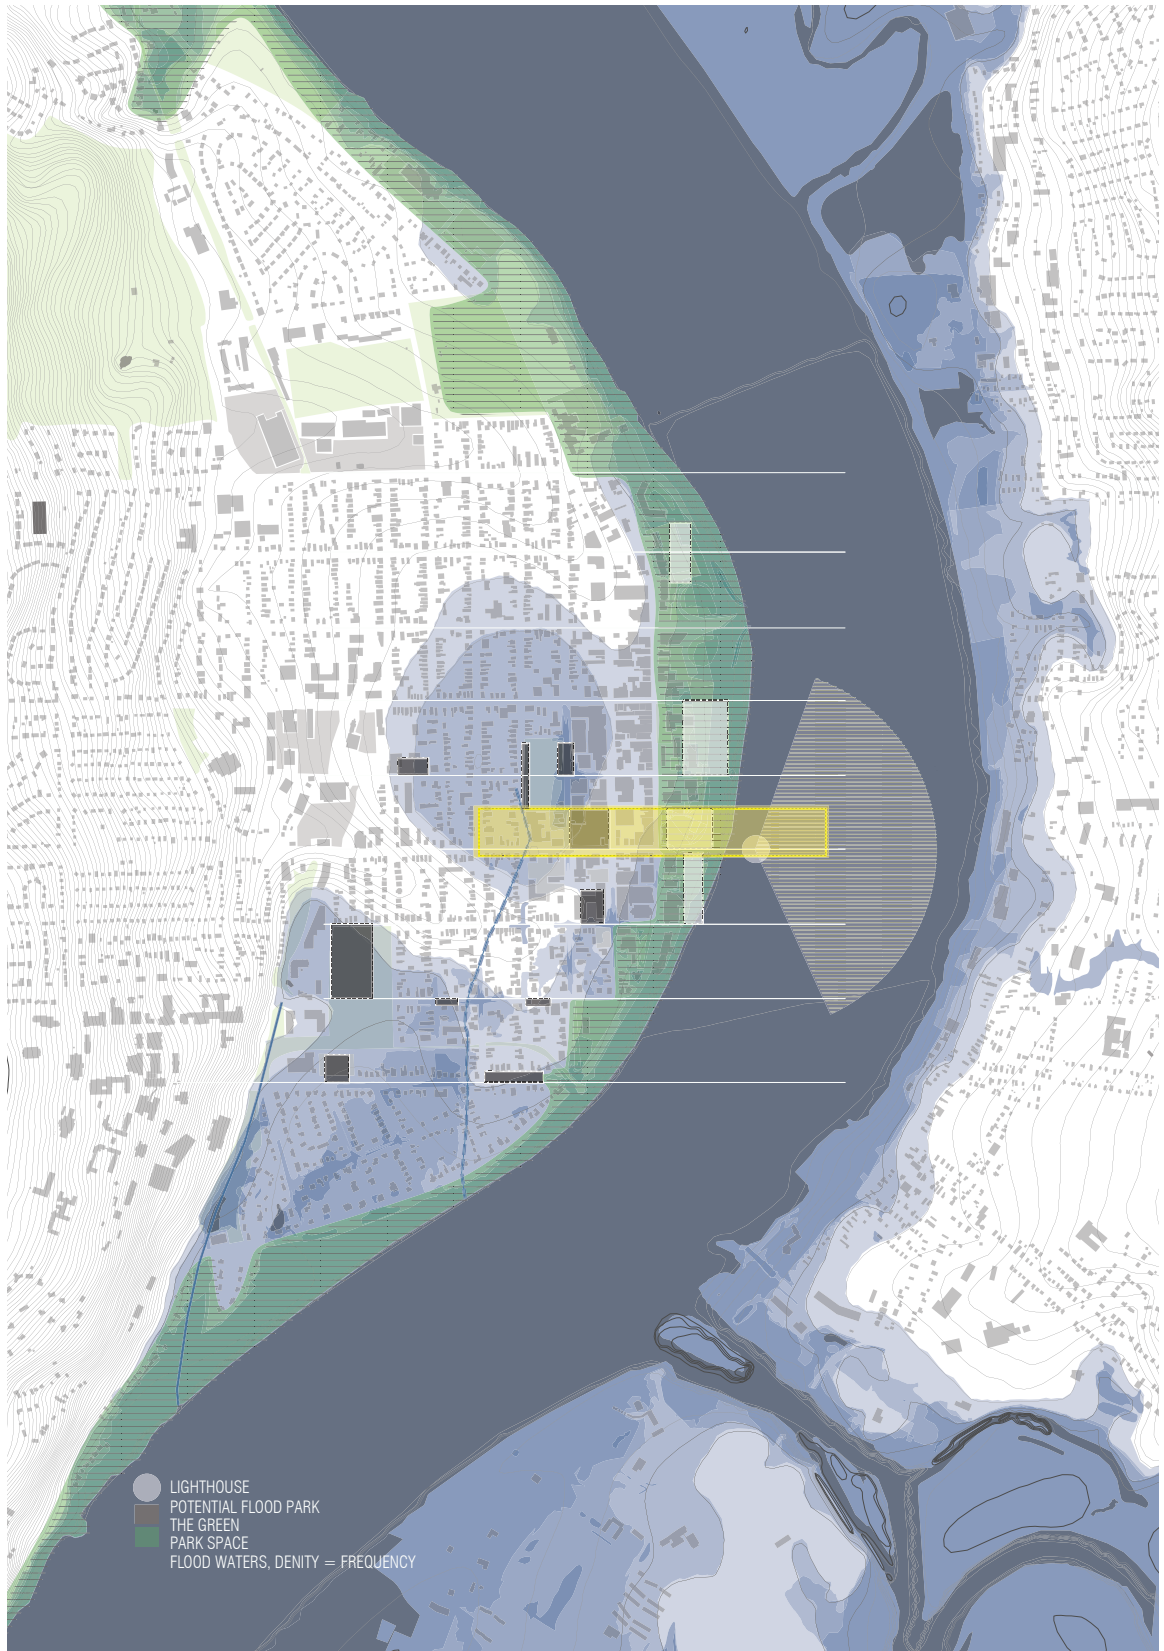 LIGHTHOUSE
POTENTIAL FLOOD PARK
THE GREEN
PARK SPACE
FLOOD WATERS, DENITY = FREQUENCY